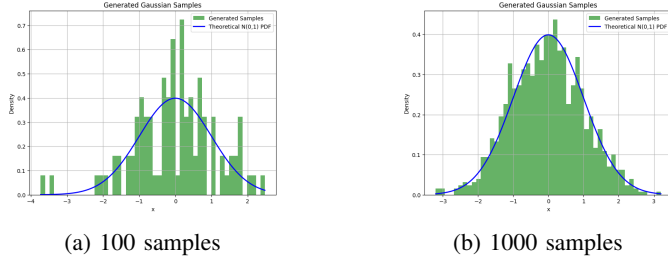 Generated Gaussian Samples
Generated Samples
Theoretical N(0,1) PDF
Density
0.7
0.6
0.5
0.4
0.3
0.2
0.1
0.0
−4
−3
−2
−1
0
1
2
x
(a) 100 samples
Generated Gaussian Samples
Generated Samples
Theoretical N(0,1) PDF
Density
0.4
0.3
0.2
0.1
0.0
−3
−2
−1
0
1
2
3
x
(b) 1000 samples